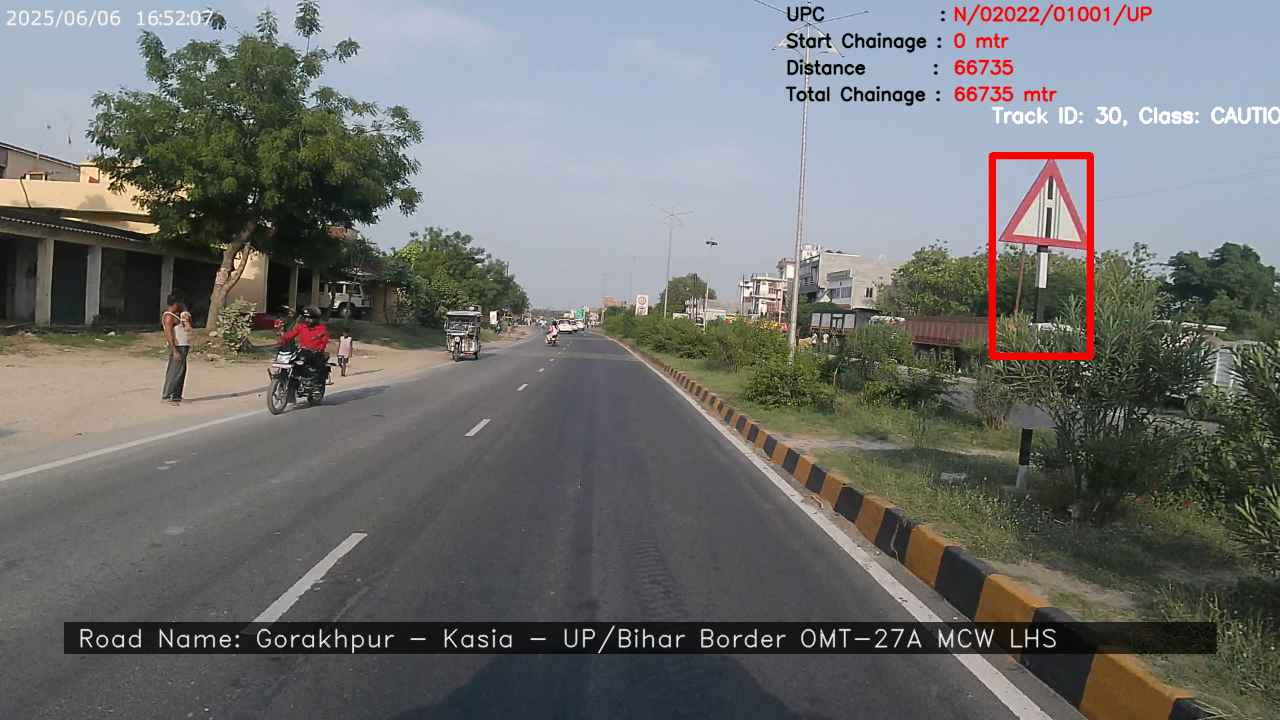 2025/06/06 16:52:07
UPC : N/02022/01001/UP
Start Chainage : 0 mtr
Distance : 66735
Total Chainage : 66735 mtr
Track ID: 30, Class: CAUTIO
Road Name: Gorakhpur - Kasia - UP/Bihar Border OMT-27A MCW LHS